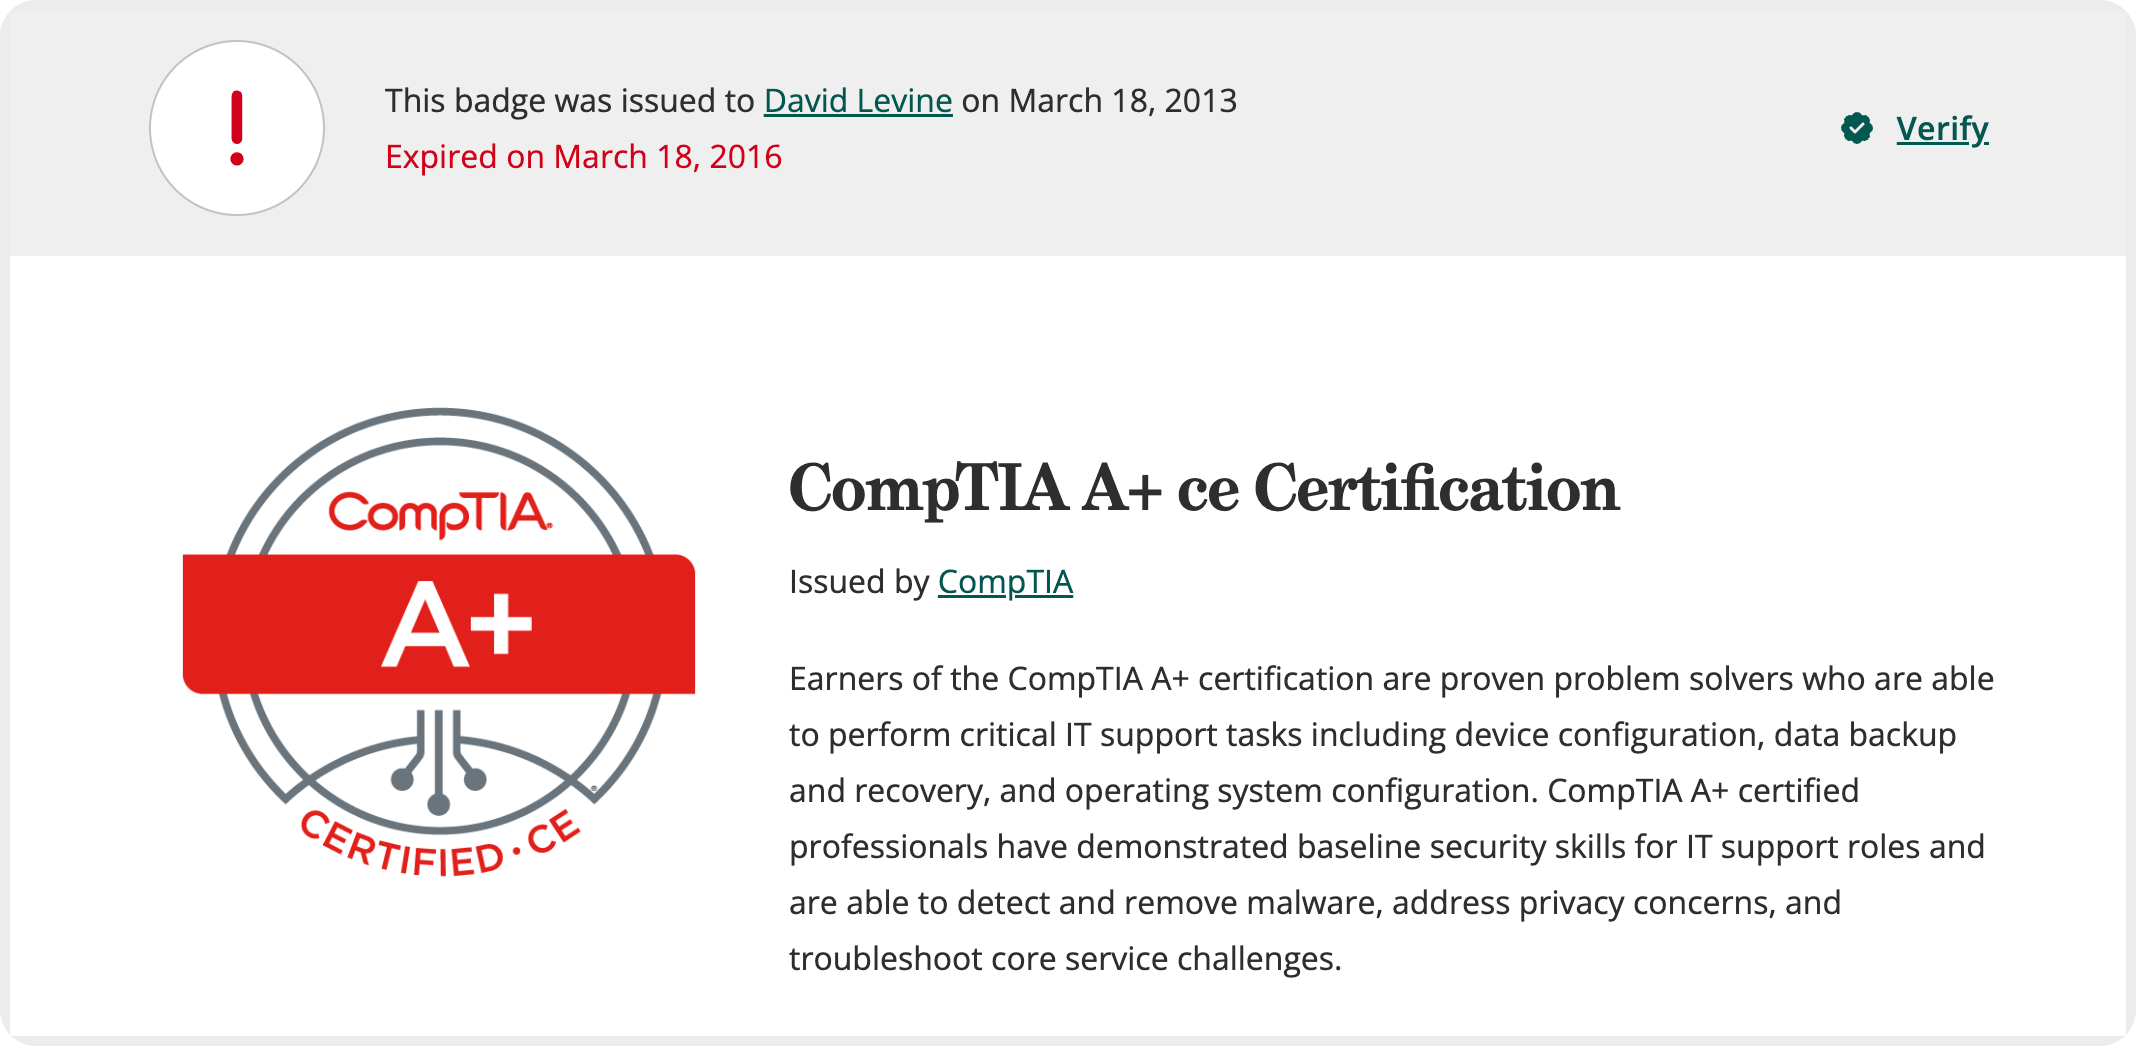 This badge was issued to David Levine on March 18, 2013
Expired on March 18, 2016
Verify
CompTIA®
A+
®
CERTIFIED • CE
CompTIA A+ ce Certification
Issued by CompTIA
Earners of the CompTIA A+ certification are proven problem solvers who are able
to perform critical IT support tasks including device configuration, data backup
and recovery, and operating system configuration. CompTIA A+ certified
professionals have demonstrated baseline security skills for IT support roles and
are able to detect and remove malware, address privacy concerns, and
troubleshoot core service challenges.